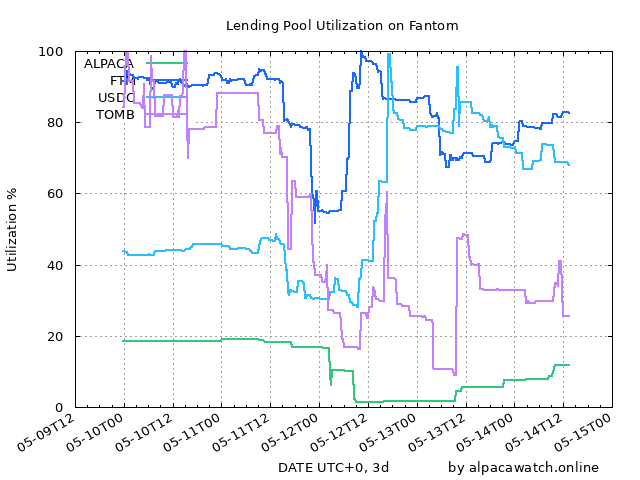 Lending Pool Utilization on Fantom
Utilization %
100
80
60
40
20
0
ALPACA
FTM
USDC
TOMB
05-09T12
05-10T00
05-10T12
05-11T00
05-11T12
05-12T00
05-12T12
05-13T00
05-13T12
05-14T00
05-14T12
05-15T00
DATE UTC+0, 3d
by alpacawatch.online